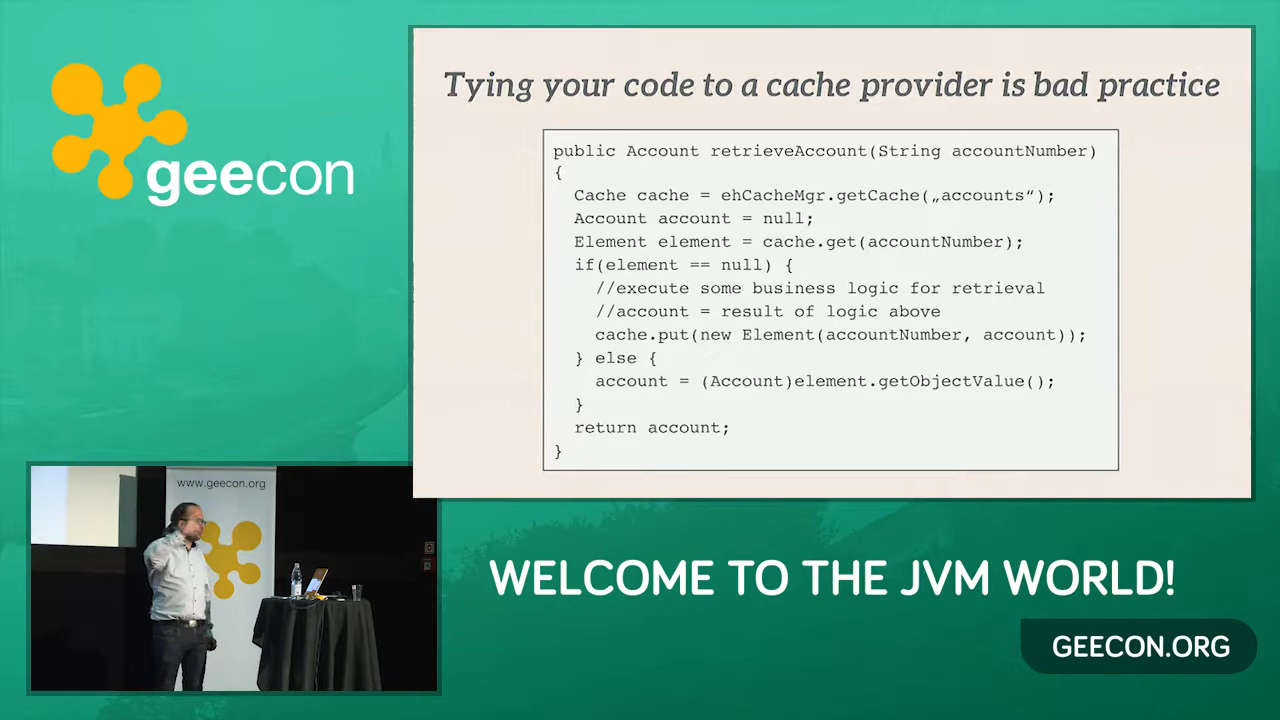 geecon
Tying your code to a cache provider is bad practice
public Account retrieveAccount(String accountNumber)
{
Cache cache = ehCacheMgr.getCache(„accounts“);
Account account = null;
Element element = cache.get(accountNumber);
if(element == null) {
//execute some business logic for retrieval
//account = result of logic above
cache.put(new Element(accountNumber, account));
} else {
account = (Account)element.getObjectValue();
}
return account;
}
www.geecon.org
WELCOME TO THE JVM WORLD!
GEECON.ORG